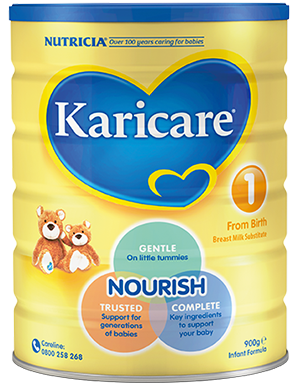 NUTRICIA® Over 100 years caring for babies
Karicare®
1
From Birth
Breast Milk Substitute
GENTLE
On little tummies
NOURISH
TRUSTED
Support for
generations
of babies
COMPLETE
Key ingredients
to support
your baby
Careline:
0800 258 268
900g e
Infant Formula